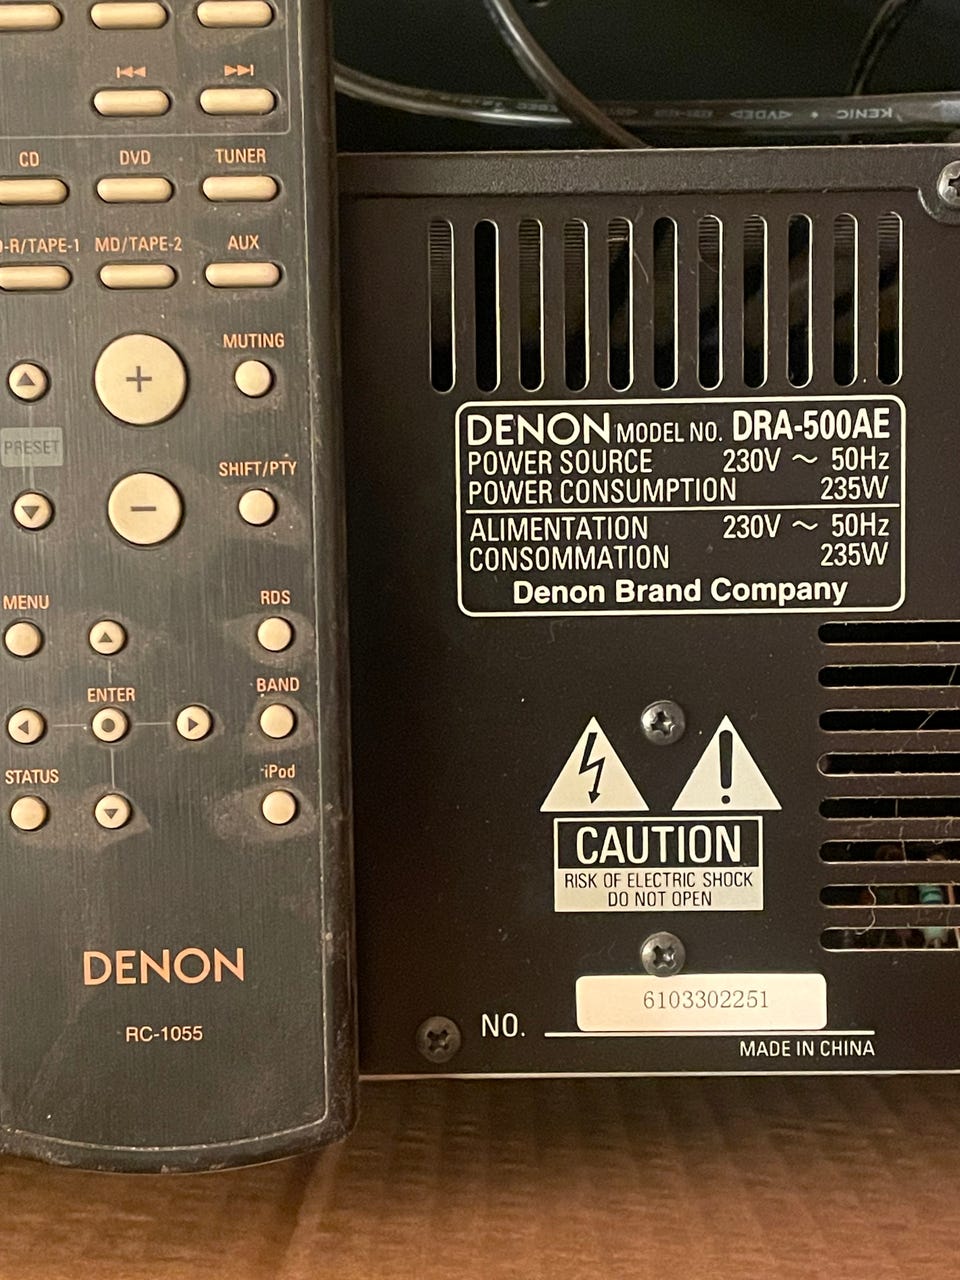 CD DVD TUNER
MD/TAPE-2 AUX
MUTING
PRESET
SHIFT/PTY
MENU RDS
ENTER BAND
STATUS iPod
DENON
RC-1055
KENIC
DENON MODEL NO. DRA-500AE
POWER SOURCE 230V ~ 50Hz
POWER CONSUMPTION 235W
ALIMENTATION 230V ~ 50Hz
CONSOMMATION 235W
Denon Brand Company
CAUTION
RISK OF ELECTRIC SHOCK
DO NOT OPEN
6103302251
NO.
MADE IN CHINA